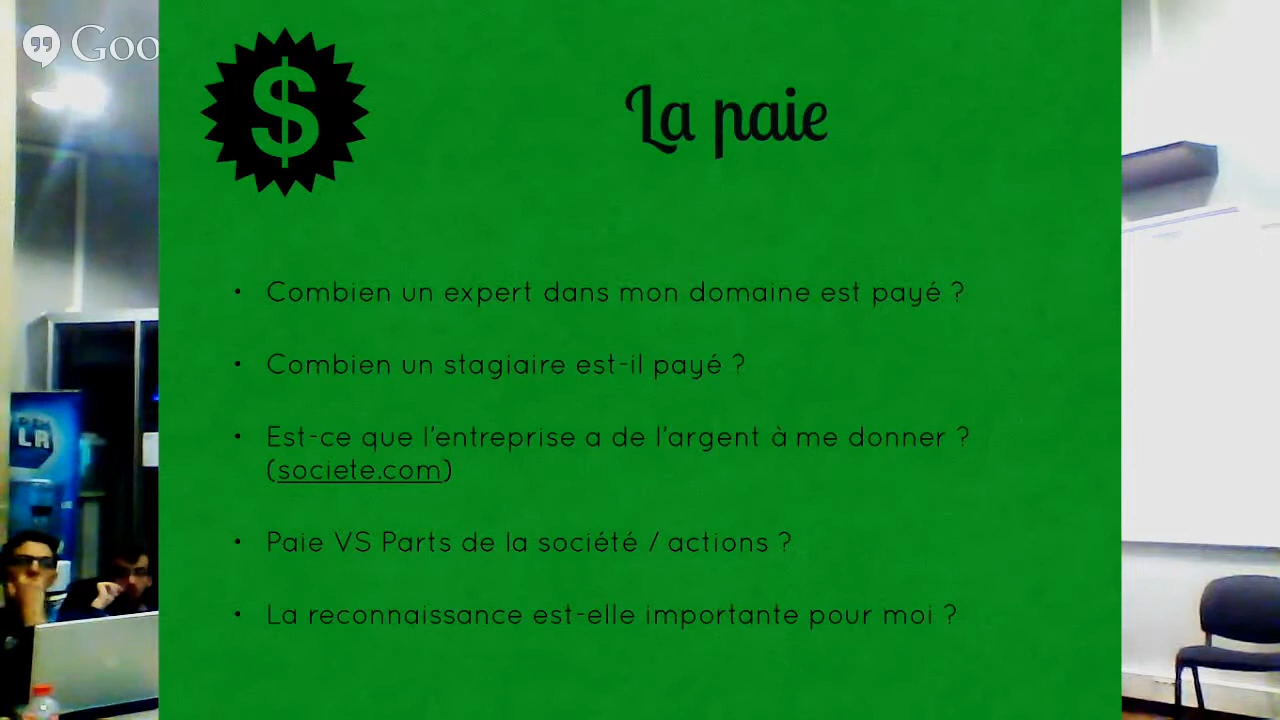 Goo
$
La paie
• Combien un expert dans mon domaine est payé ?
• Combien un stagiaire est-il payé ?
• Est-ce que l'entreprise a de l'argent à me donner ?
(societe.com)
• Paie VS Parts de la société / actions ?
LR
• La reconnaissance est-elle importante pour moi ?